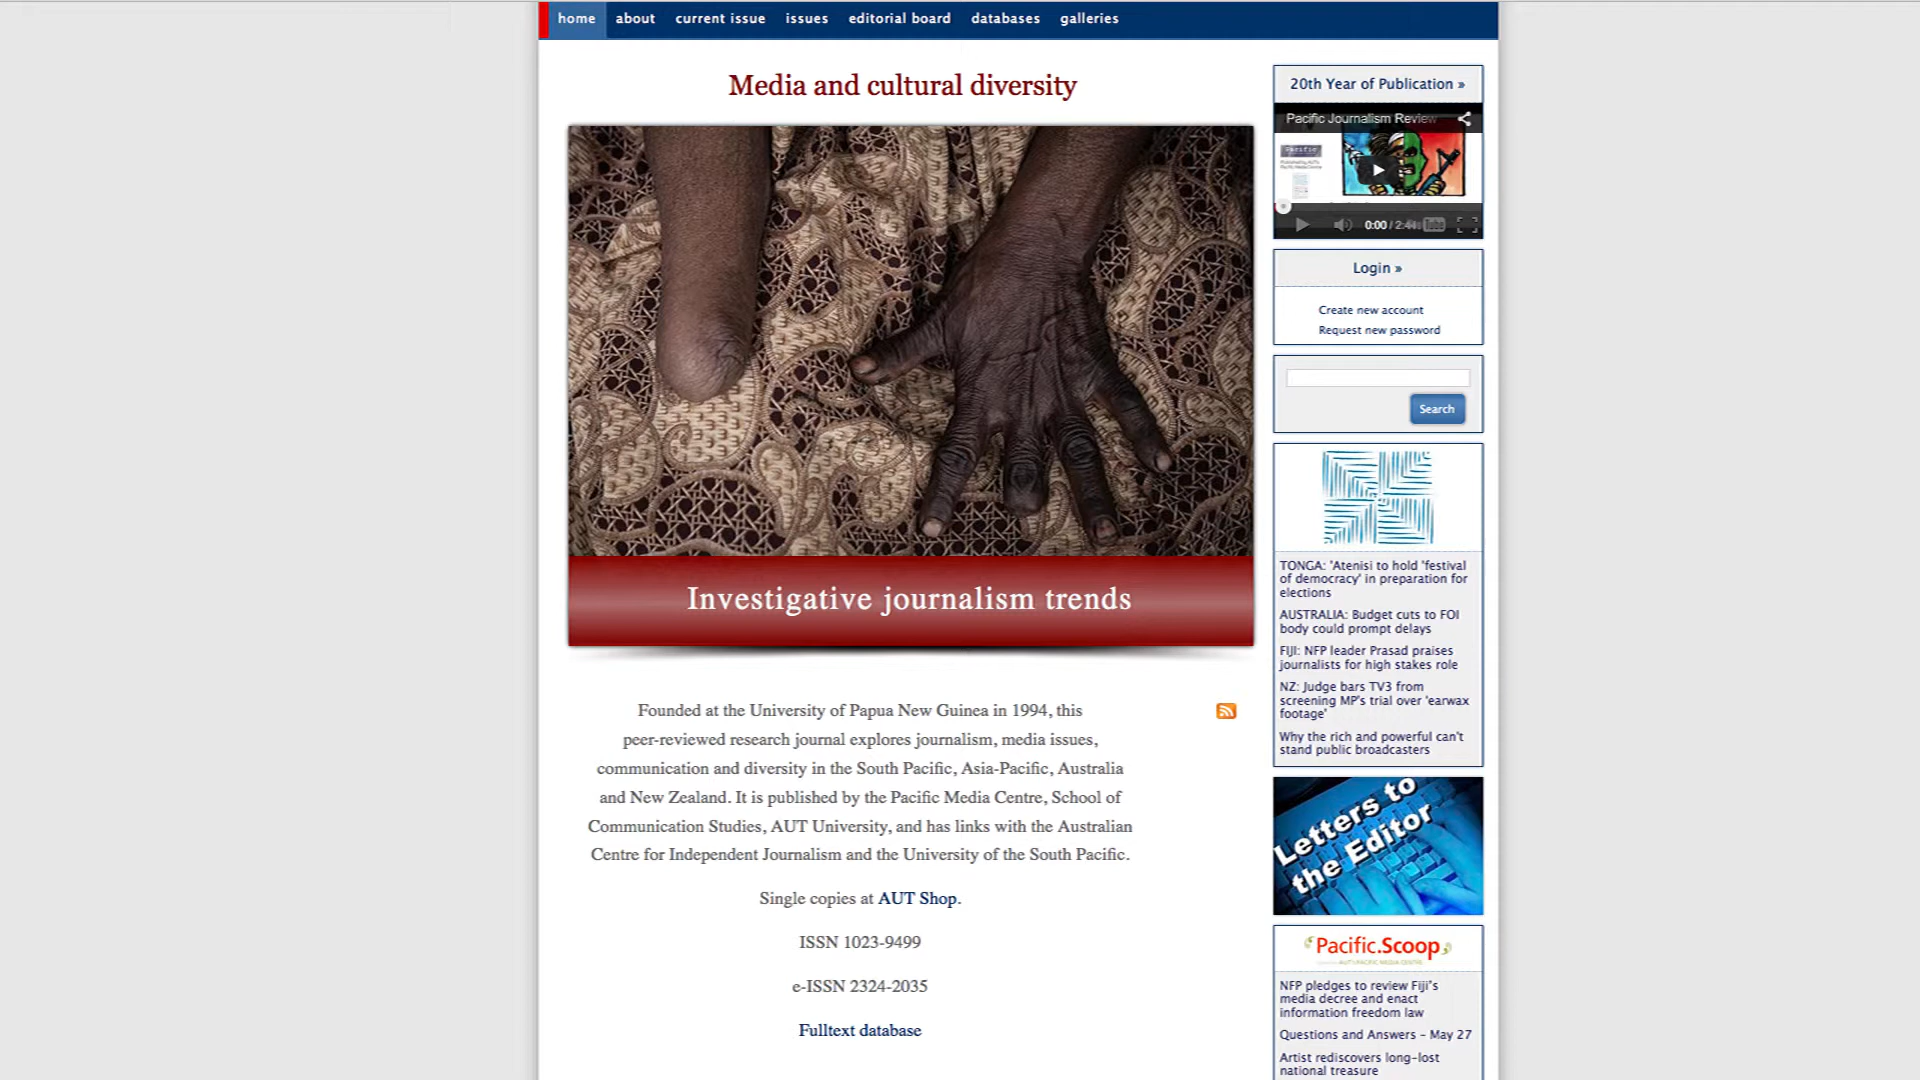 home about current issue issues editorial board databases galleries
Media and cultural diversity
Investigative journalism trends
Founded at the University of Papua New Guinea in 1994, this
peer-reviewed research journal explores journalism, media issues,
communication and diversity in the South Pacific, Asia-Pacific, Australia
and New Zealand. It is published by the Pacific Media Centre, School of
Communication Studies, AUT University, and has links with the Australian
Centre for Independent Journalism and the University of the South Pacific.
Single copies at AUT Shop.
ISSN 1023-9499
e-ISSN 2324-2035
Fulltext database
20th Year of Publication »
Pacific Journalism Review
Pacific
0:00 / 2:44
Login »
Create new account
Request new password
Search
TONGA: 'Atenisi to hold 'festival
of democracy' in preparation for
elections
AUSTRALIA: Budget cuts to FOI
body could prompt delays
FIJI: NFP leader Prasad praises
journalists for high stakes role
NZ: Judge bars TV3 from
screening MP's trial over 'earwax
footage'
Why the rich and powerful can't
stand public broadcasters
Letters to
the Editor
Pacific.Scoop
AUT PACIFIC MEDIA CENTRE
NFP pledges to review Fiji's
media decree and enact
information freedom law
Questions and Answers – May 27
Artist rediscovers long-lost
national treasure